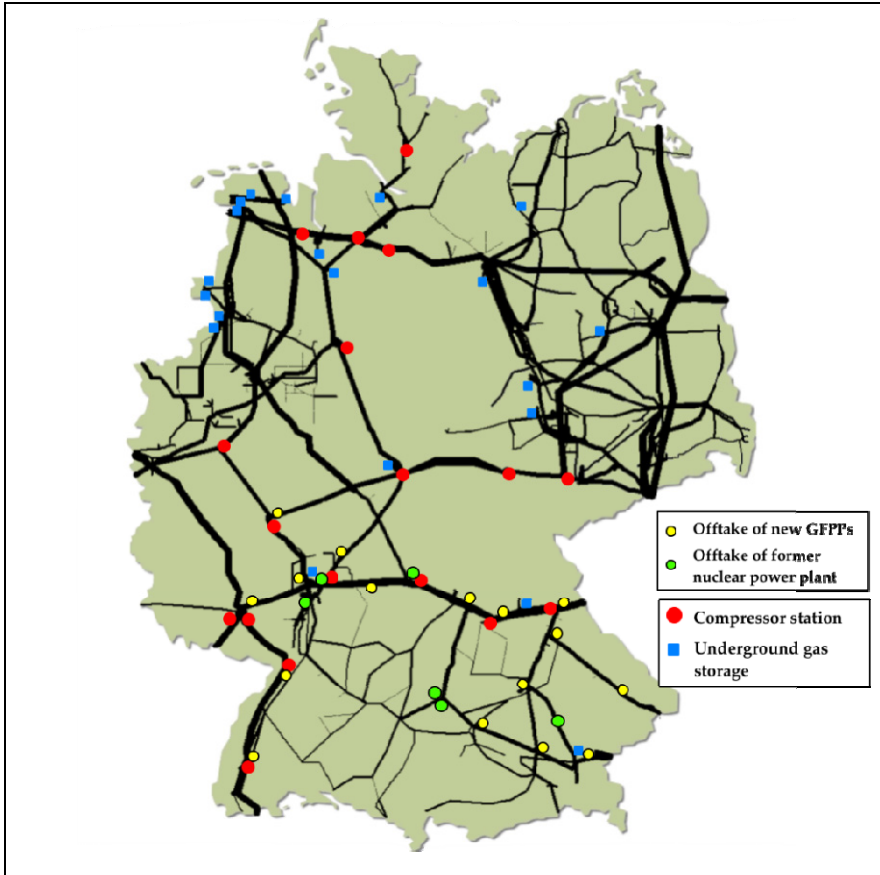 Offtake of new GFPPs
Offtake of former
nuclear power plant
Compressor station
Underground gas
storage